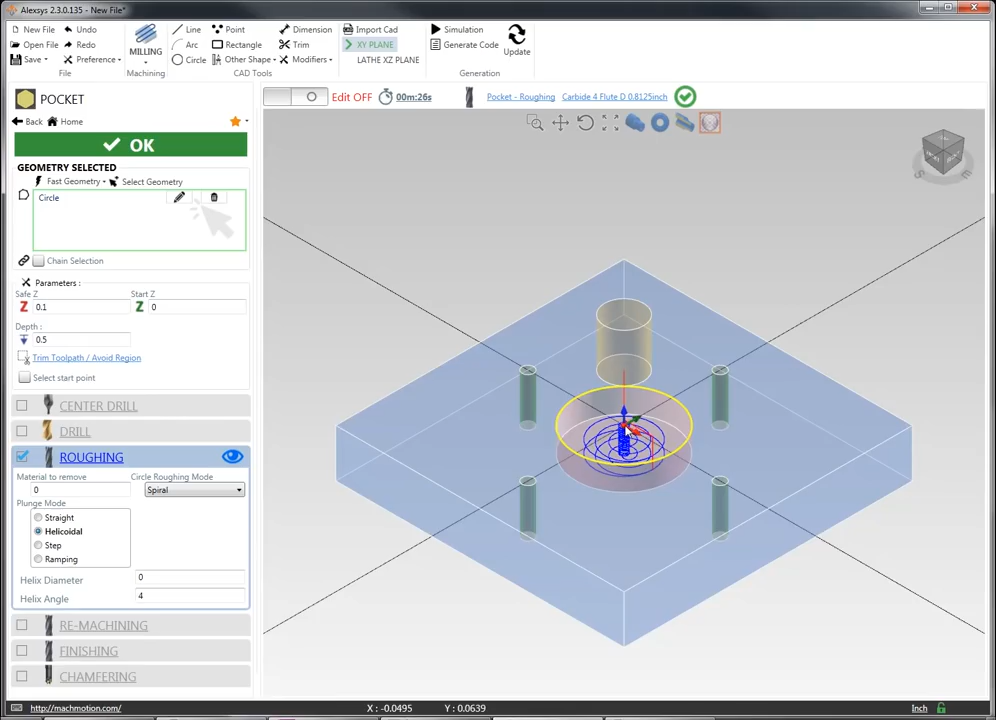 Alexsys 2.3.0.135 - New File*
New File Undo
Open File Redo
Save Preference
File
MILLING
Machining
Line Point Dimension
Arc Rectangle Trim
Circle Other Shape Modifiers
CAD Tools
Import Cad
XY PLANE
LATHE XZ PLANE
Simulation
Generate Code
Update
Generation
POCKET
Back Home
OK
GEOMETRY SELECTED
Fast Geometry Select Geometry
Circle
Chain Selection
Parameters :
Safe Z Start Z
Z 0.1 Z 0
Depth :
0.5
Trim Toolpath / Avoid Region
Select start point
CENTER DRILL
DRILL
ROUGHING
Material to remove Circle Roughing Mode
0 Spiral
Plunge Mode
Straight
Helicoidal
Step
Ramping
Helix Diameter 0
Helix Angle 4
RE-MACHINING
FINISHING
CHAMFERING
Edit OFF 00m:26s Pocket - Roughing Carbide 4 Flute D 0.8125inch
S E
http://machmotion.com/ X : -0.0495 Y : 0.0639 Inch